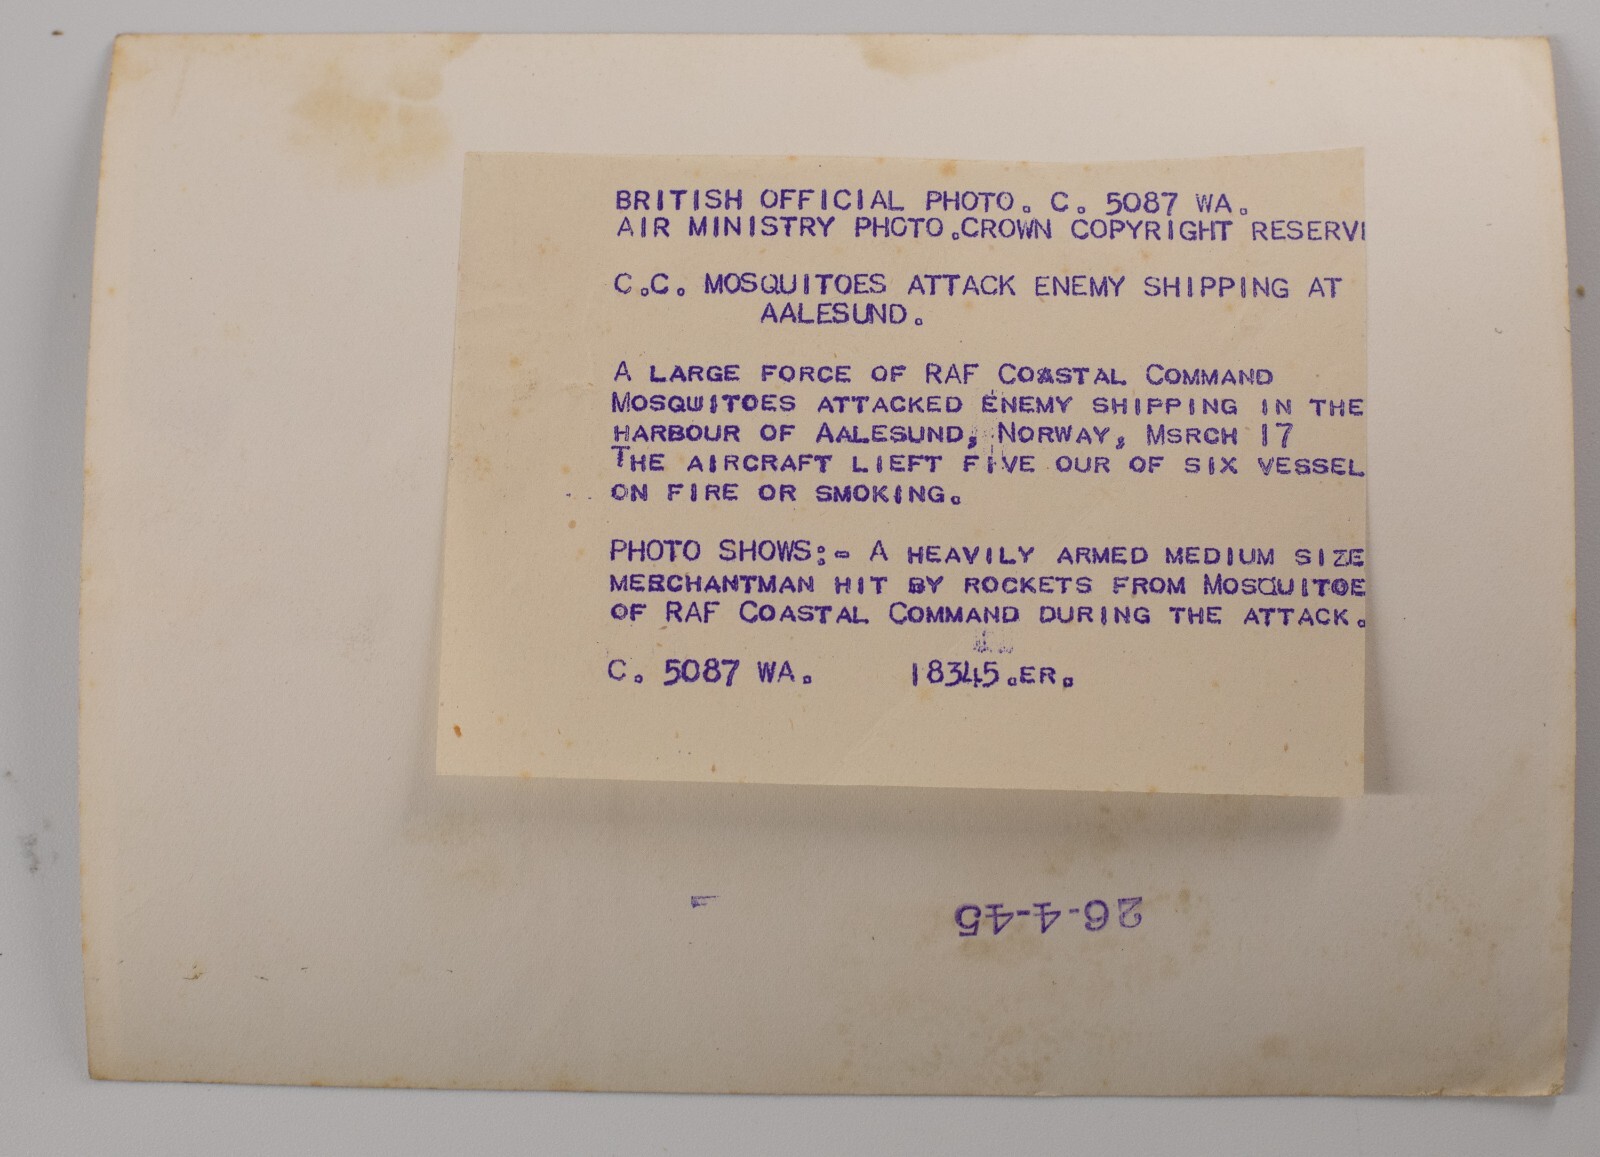 BRITISH OFFICIAL PHOTO. C. 5087 WA.
AIR MINISTRY PHOTO.CROWN COPYRIGHT RESERV
C.C. MOSQUITOES ATTACK ENEMY SHIPPING AT
AALESUND.
A LARGE FORCE OF RAF COASTAL COMMAND
MOSQUITOES ATTACKED ENEMY SHIPPING IN THE
HARBOUR OF AALESUND, NORWAY, MSRCH 17
THE AIRCRAFT LIEFT FIVE OUR OF SIX VESSEL
ON FIRE OR SMOKING.
PHOTO SHOWS:- A HEAVILY ARMED MEDIUM SIZE
MERCHANTMAN HIT BY ROCKETS FROM MOSQUITOE
OF RAF COASTAL COMMAND DURING THE ATTACK.
C. 5087 WA. 18345.ER.
26-4-45